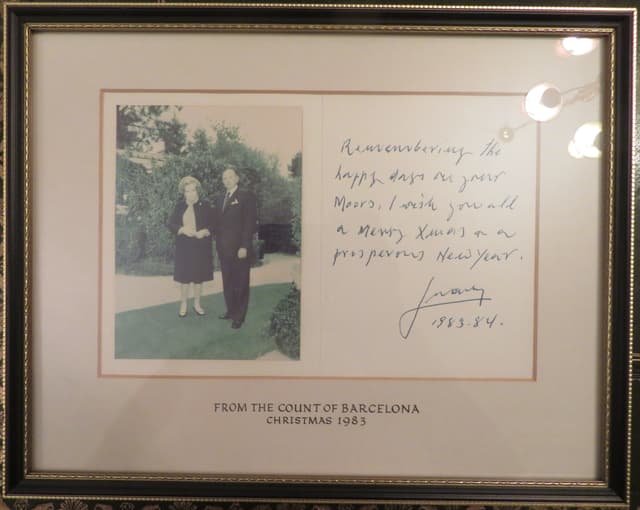 Remembering the
happy days on your
Moors, I wish you all
a Merry Xmas a a
prosperous New Year.
Juan
1983-84.
FROM THE COUNT OF BARCELONA
CHRISTMAS 1983